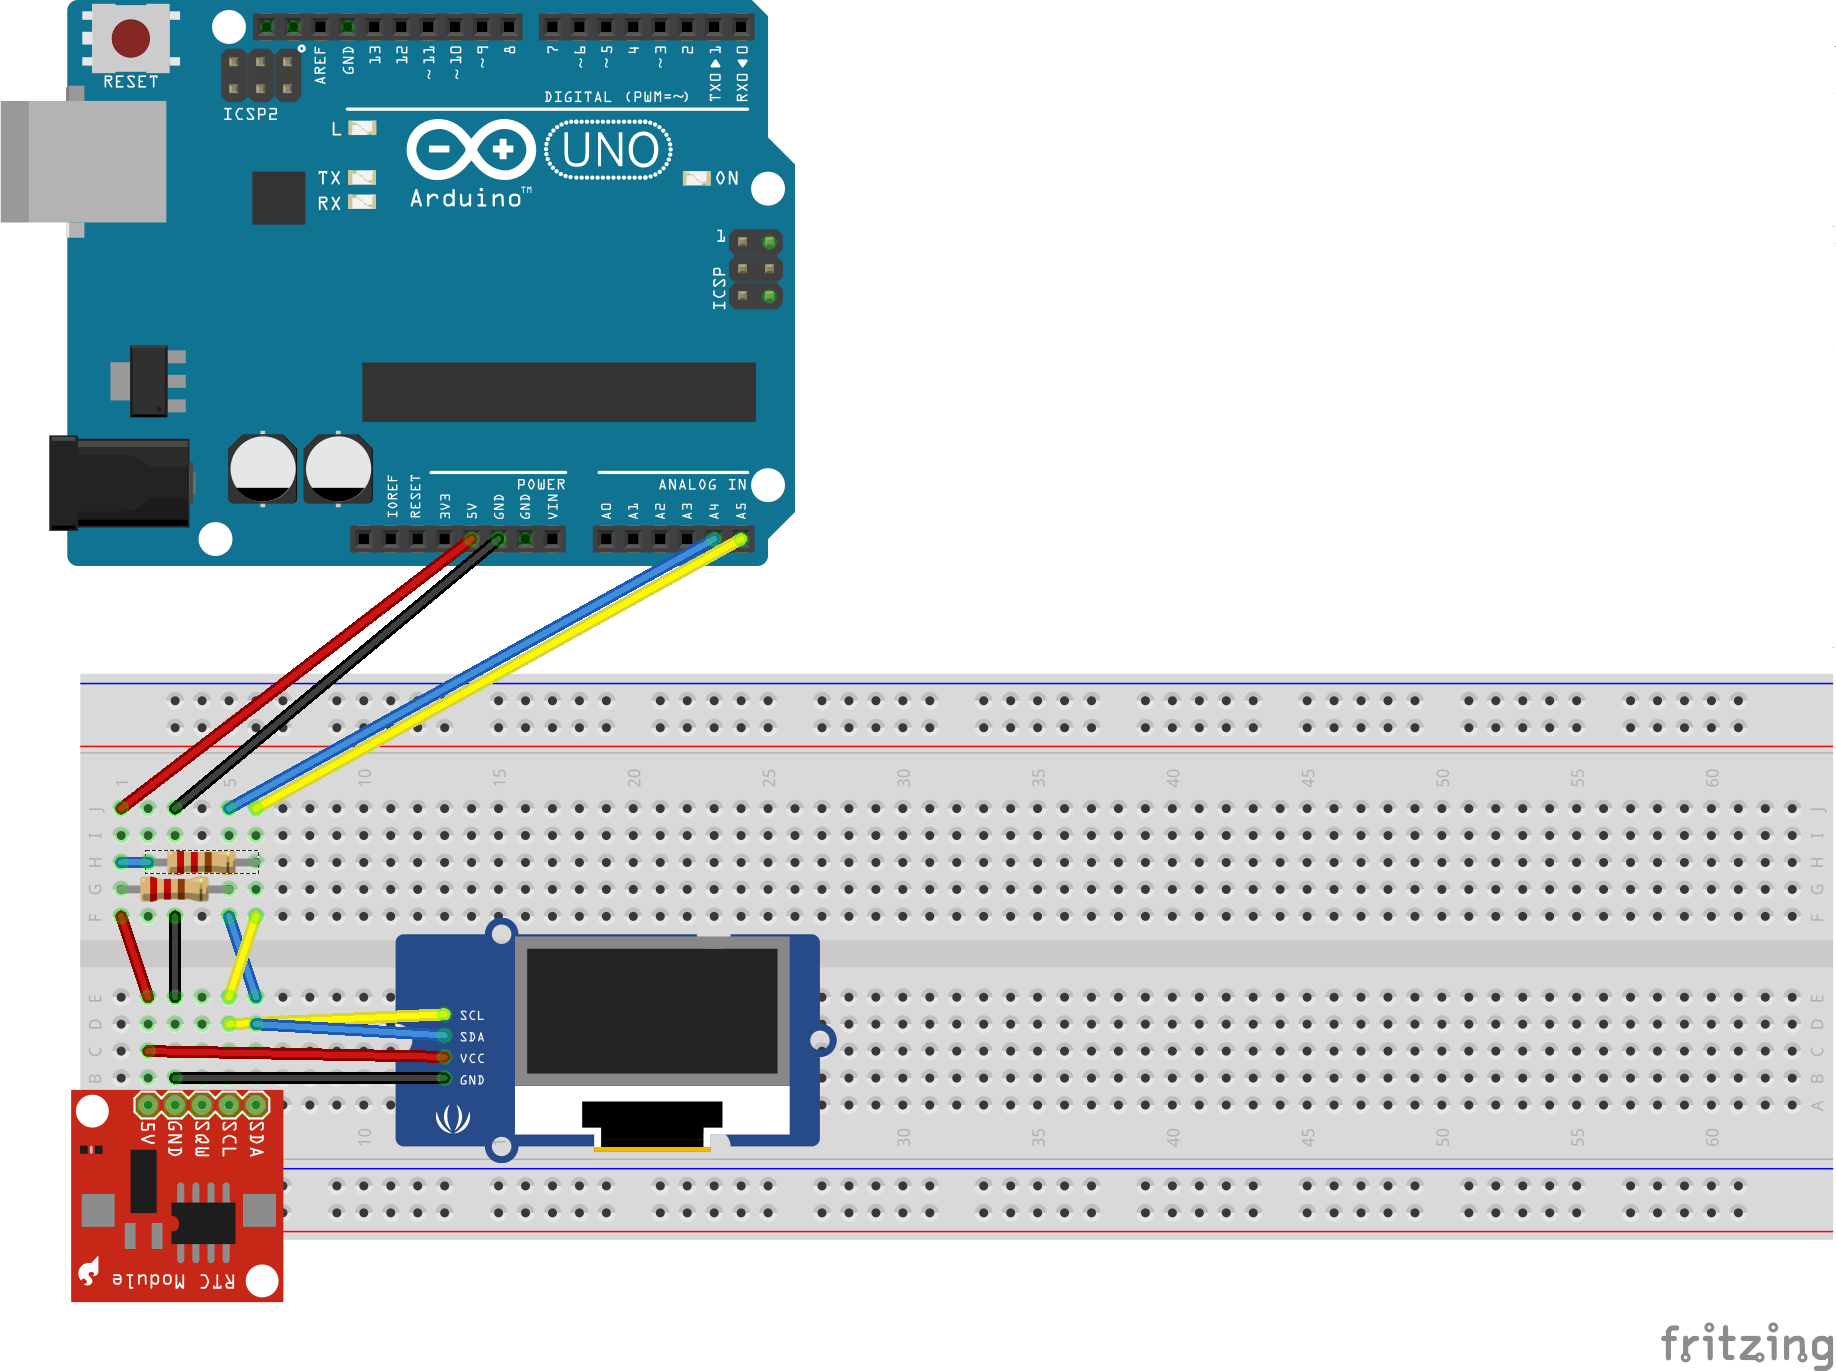 RESET
ICSP2
AREF
GND
13
12
~11
~10
~9
8
7
~6
~5
4
~3
2
TX0▶1
RX0◀0
DIGITAL (PWM=~)
L
TX
RX
Arduino™
UNO
ON
1
ICSP
IOREF
RESET
3V3
5V
GND
GND
VIN
POWER
A0
A1
A2
A3
A4
A5
ANALOG IN
1
5
10
15
20
25
30
35
40
45
50
55
60
J
J
I
I
H
H
G
G
F
F
E
E
D
D
C
C
B
B
A
SCL
SDA
VCC
GND
5V
GND
SQW
SCL
SDA
10
30
35
40
45
50
55
60
RTC Module
fritzing